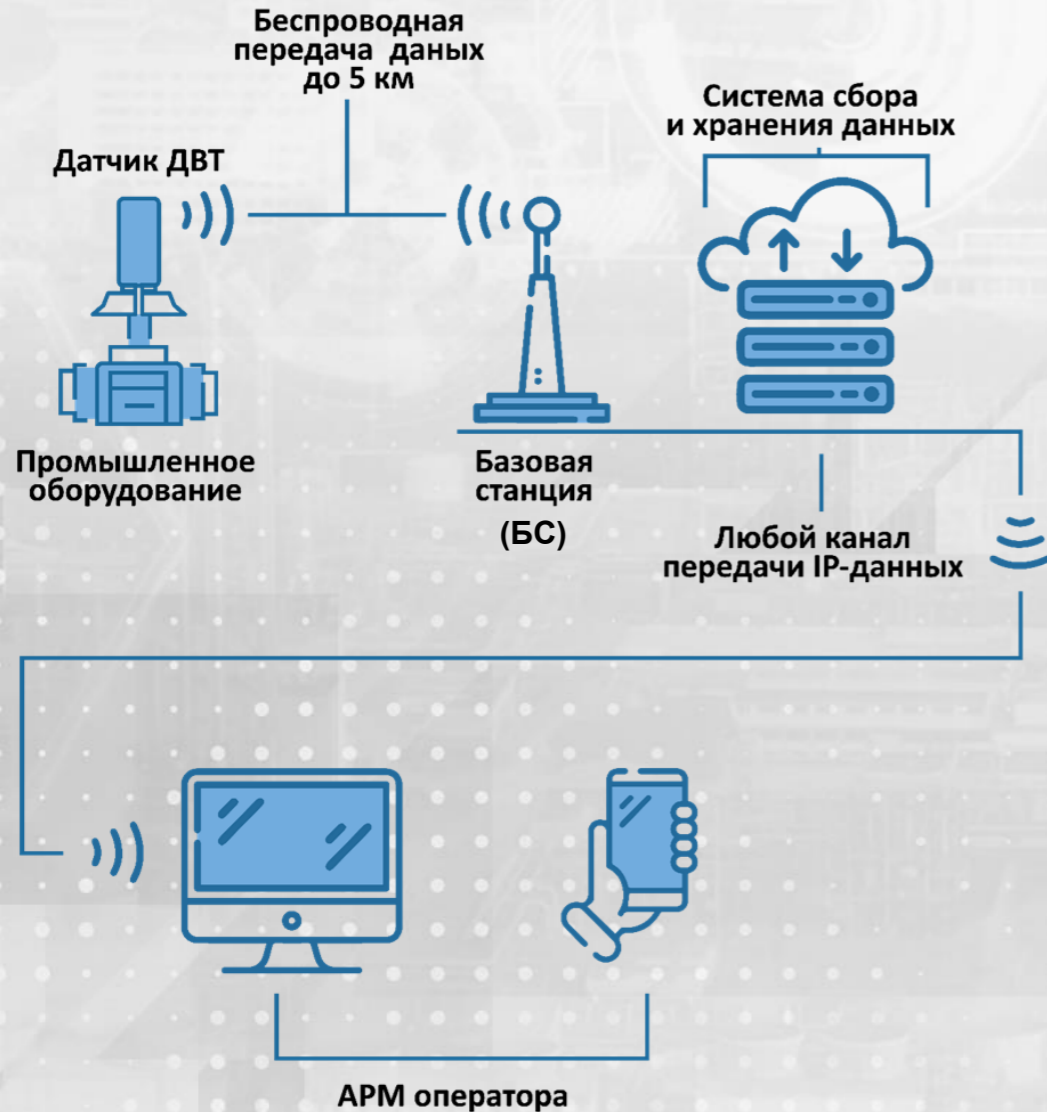 Беспроводная
передача даных
до 5 км
Система сбора
и хранения данных
Датчик ДВТ
Промышленное
оборудование
Базовая
станция
(БС)
Любой канал
передачи IP-данных
АРМ оператора